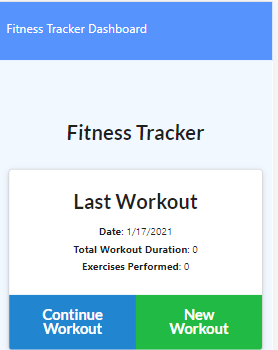 Fitness Tracker Dashboard
Fitness Tracker
Last Workout
Date: 1/17/2021
Total Workout Duration: 0
Exercises Performed: 0
Continue
Workout
New
Workout